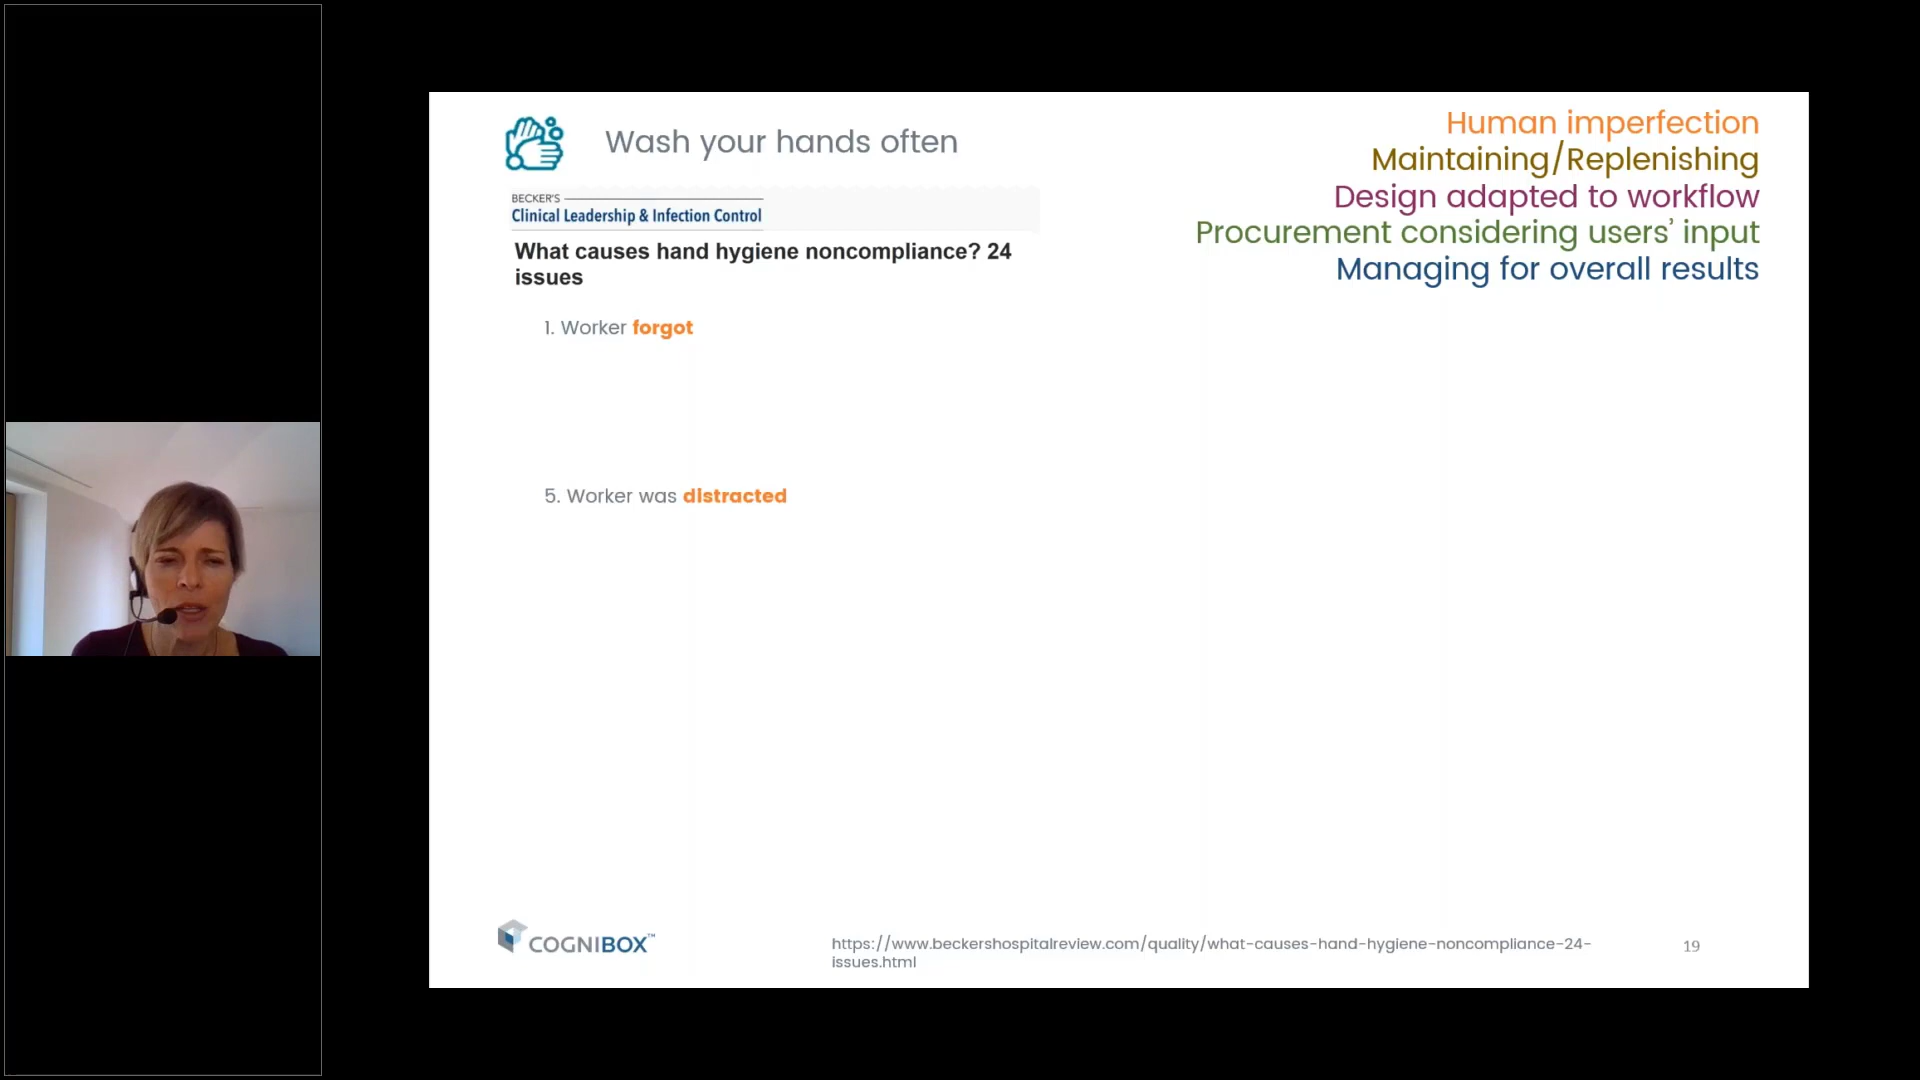 Wash your hands often
BECKER'S
Clinical Leadership & Infection Control
What causes hand hygiene noncompliance? 24
issues
Human imperfection
Maintaining/Replenishing
Design adapted to workflow
Procurement considering users’ input
Managing for overall results
1. Worker forgot
5. Worker was distracted
COGNIBOX™
https://www.beckershospitalreview.com/quality/what-causes-hand-hygiene-noncompliance-24-
issues.html
19